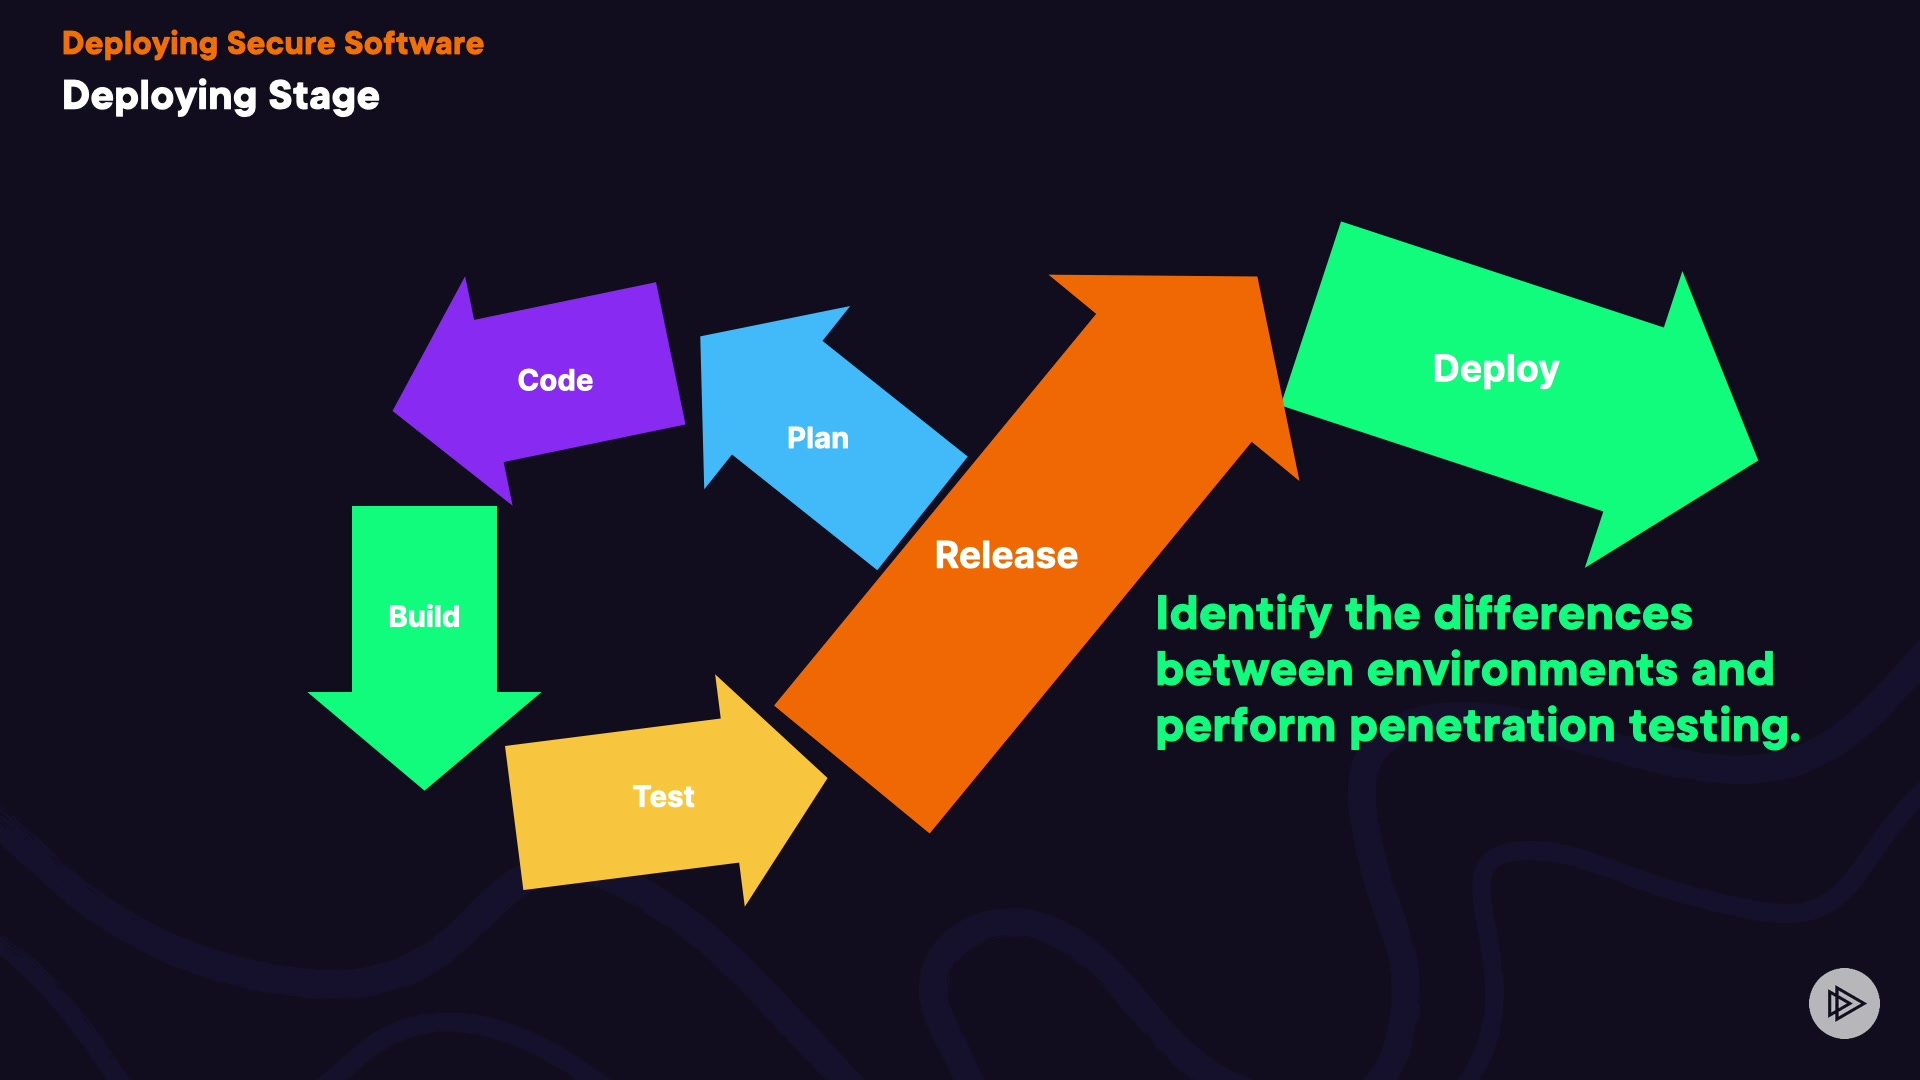 Deploying Secure Software
Deploying Stage
Code
Plan
Deploy
Release
Build
Test
Identify the differences
between environments and
perform penetration testing.